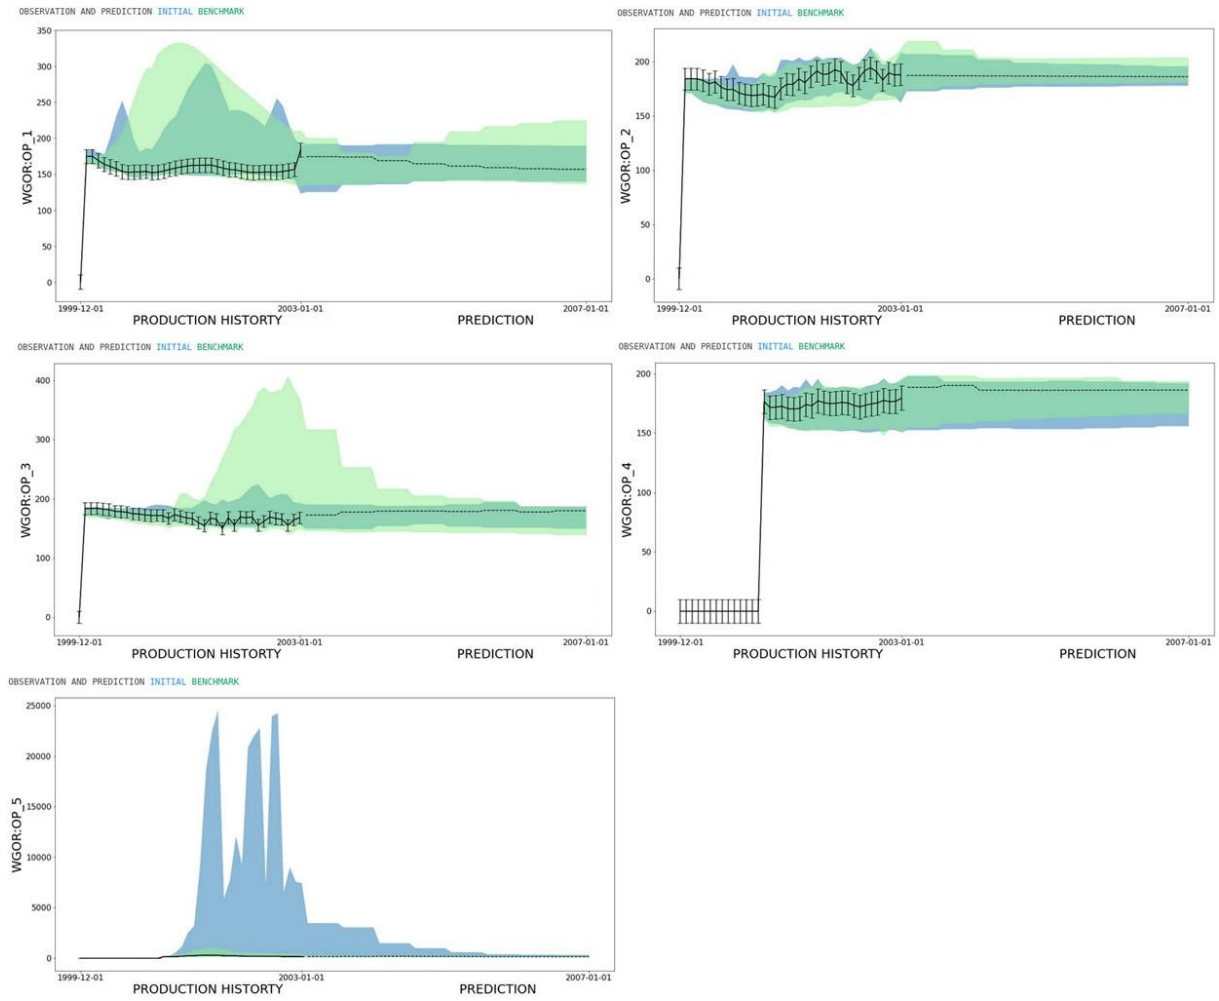 OBSERVATION AND PREDICTION INITIAL BENCHMARK
350
300
250
200
150
100
50
0
WGOR:OP_1
1999-12-01 2003-01-01 2007-01-01
PRODUCTION HISTORTY PREDICTION
OBSERVATION AND PREDICTION INITIAL BENCHMARK
200
150
100
50
0
WGOR:OP_2
1999-12-01 2003-01-01 2007-01-01
PRODUCTION HISTORTY PREDICTION
OBSERVATION AND PREDICTION INITIAL BENCHMARK
400
300
200
100
0
WGOR:OP_3
1999-12-01 2003-01-01 2007-01-01
PRODUCTION HISTORTY PREDICTION
OBSERVATION AND PREDICTION INITIAL BENCHMARK
200
150
100
50
0
WGOR:OP_4
1999-12-01 2003-01-01 2007-01-01
PRODUCTION HISTORTY PREDICTION
OBSERVATION AND PREDICTION INITIAL BENCHMARK
25000
20000
15000
10000
5000
0
WGOR:OP_5
1999-12-01 2003-01-01 2007-01-01
PRODUCTION HISTORTY PREDICTION